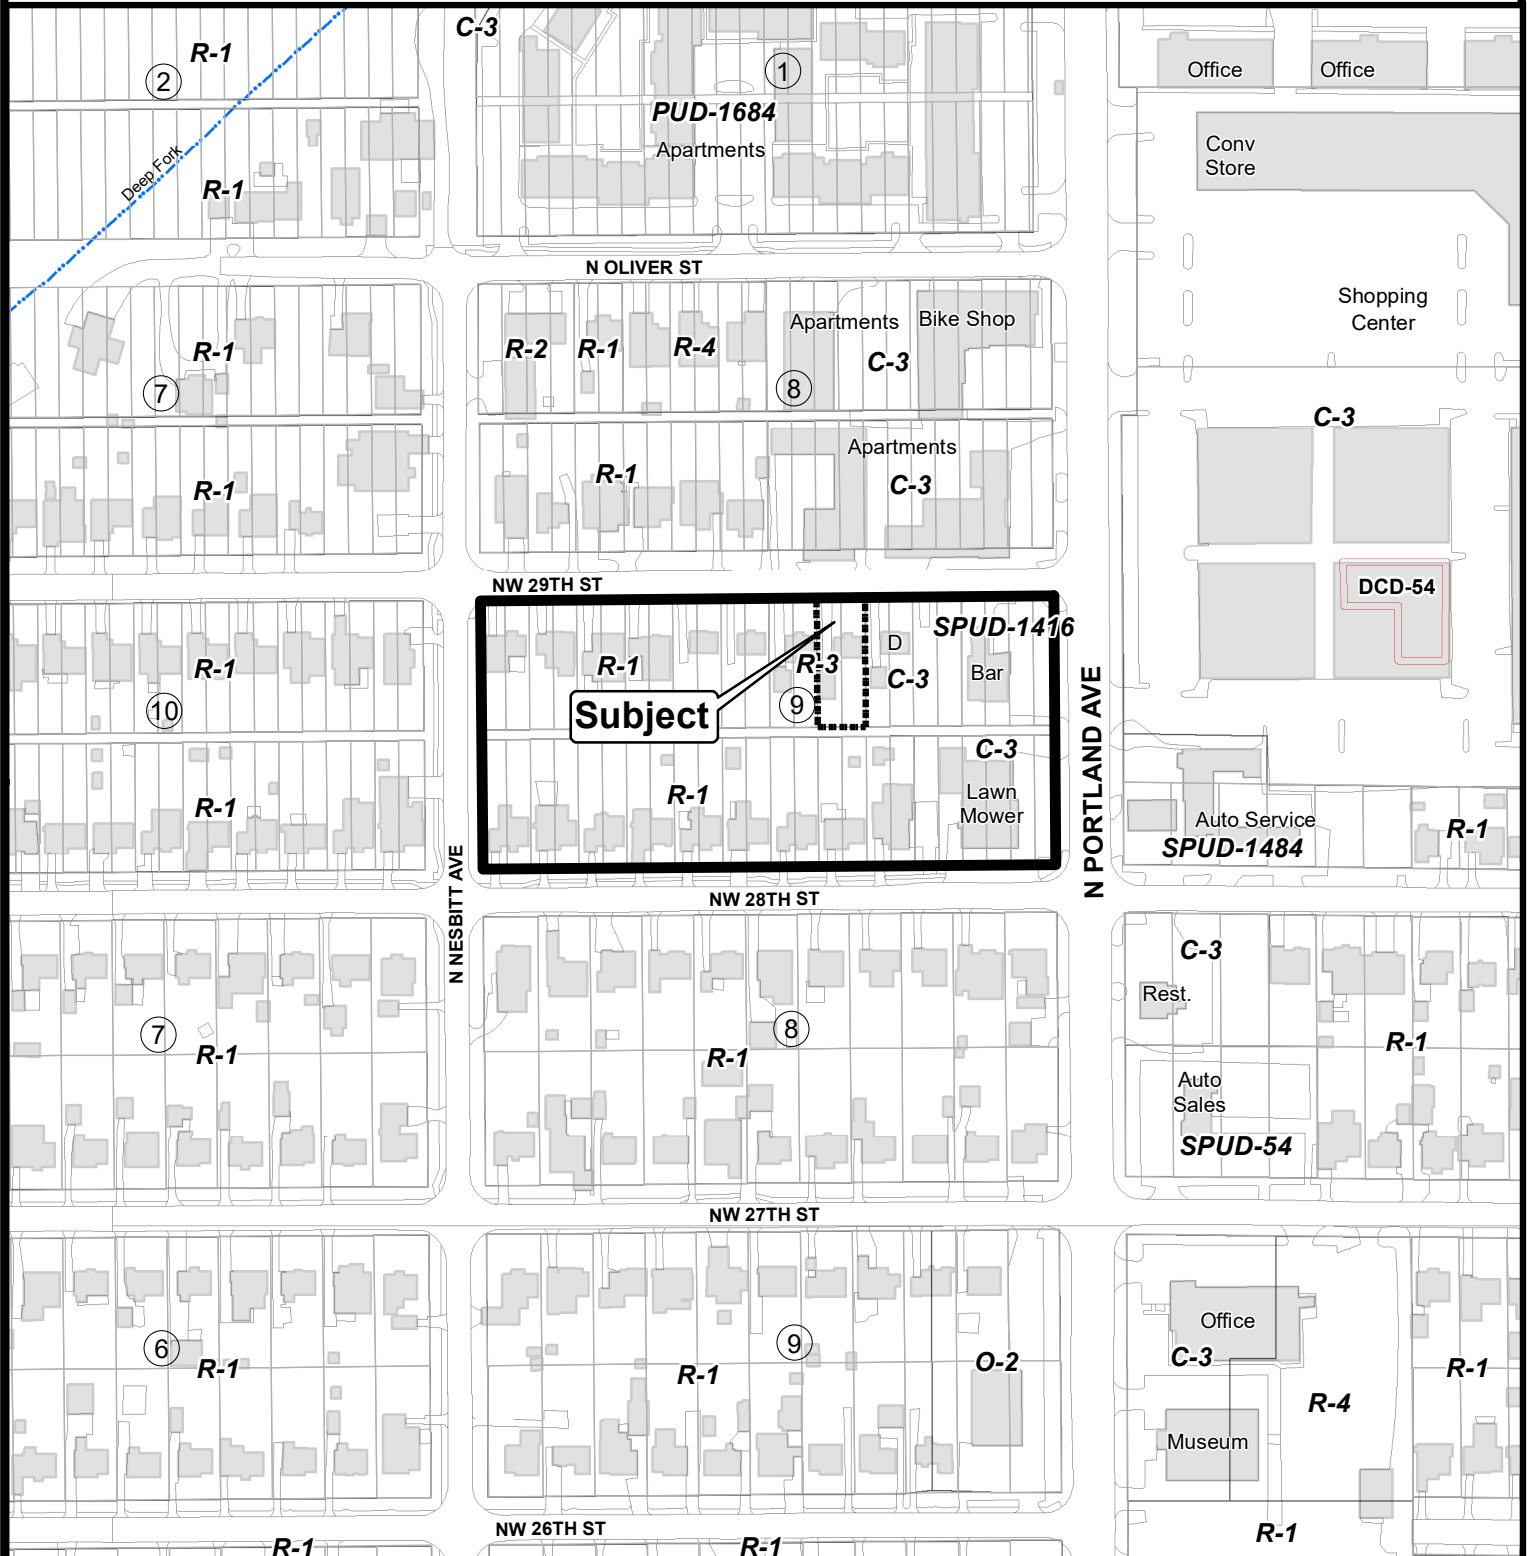 C-3
R-1
2
1
PUD-1684
Apartments
Office
Office
Conv
Store
Deep Fork
R-1
N OLIVER ST
Shopping
Center
R-1
7
R-2
R-1
R-4
Apartments
Bike Shop
C-3
8
C-3
R-1
R-1
Apartments
C-3
NW 29TH ST
DCD-54
R-1
10
R-1
R-1
Subject
R-3
9
D
C-3
SPUD-1416
Bar
C-3
Lawn
Mower
R-1
N PORTLAND AVE
Auto Service
SPUD-1484
R-1
N NESBITT AVE
NW 28TH ST
C-3
Rest.
7
R-1
8
R-1
R-1
Auto
Sales
SPUD-54
NW 27TH ST
6
R-1
9
R-1
O-2
Office
C-3
R-4
R-1
Museum
NW 26TH ST
R-1
R-1
R-1